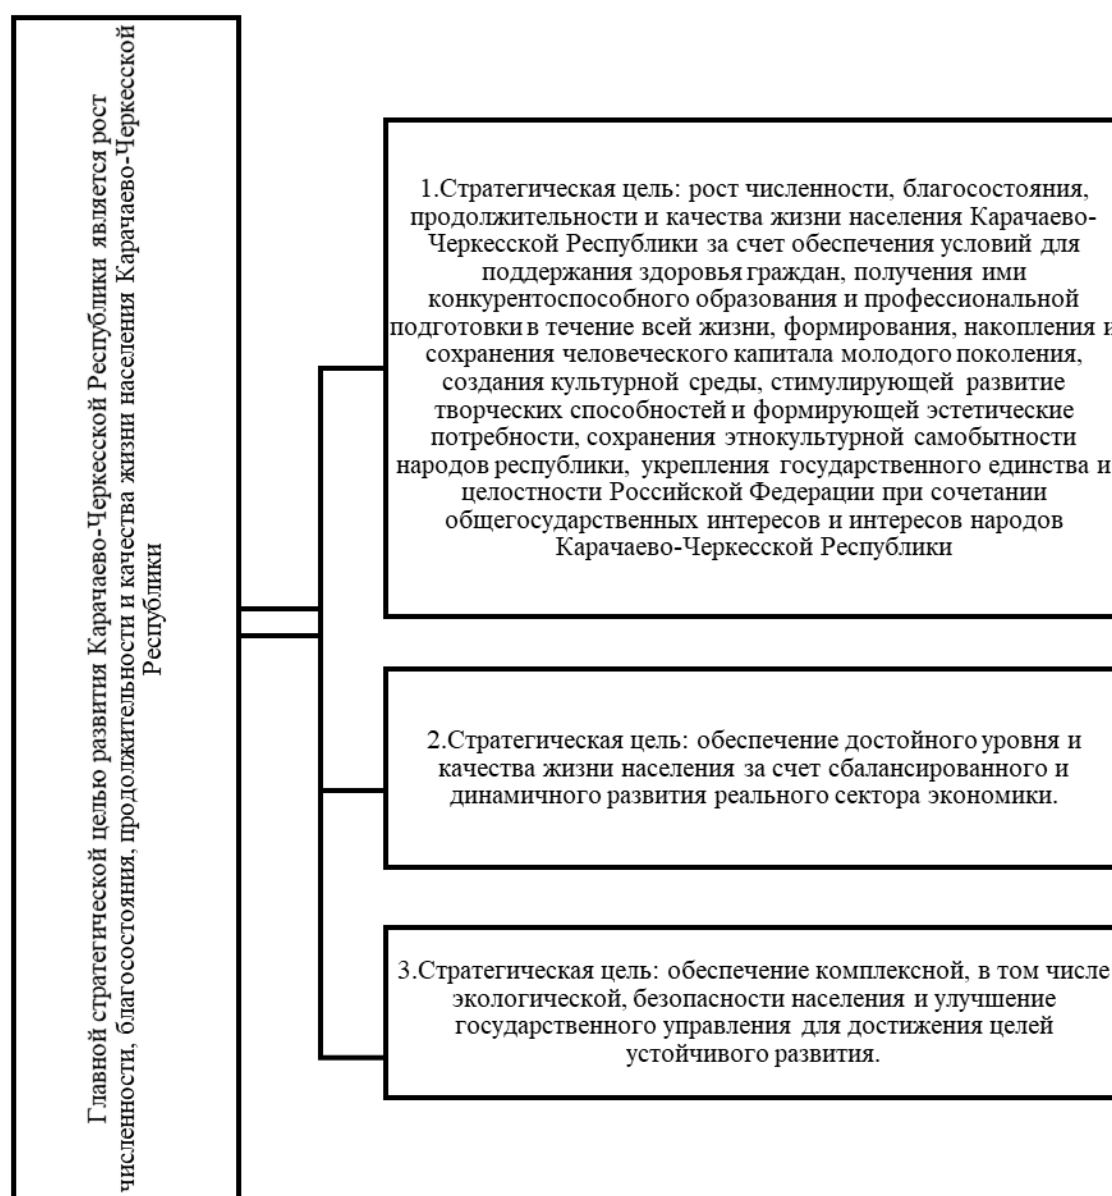 Главной стратегической целью развития Карачаево-Черкесской Республики является рост
численности, благосостояния, продолжительности и качества жизни населения Карачаево-Черкесской
Республики
1.Стратегическая цель: рост численности, благосостояния,
продолжительности и качества жизни населения Карачаево-
Черкесской Республики за счет обеспечения условий для
поддержания здоровья граждан, получения ими
конкурентоспособного образования и профессиональной
подготовки в течение всей жизни, формирования, накопления и
сохранения человеческого капитала молодого поколения,
создания культурной среды, стимулирующей развитие
творческих способностей и формирующей эстетические
потребности, сохранения этнокультурной самобытности
народов республики, укрепления государственного единства и
целостности Российской Федерации при сочетании
общегосударственных интересов и интересов народов
Карачаево-Черкесской Республики
2.Стратегическая цель: обеспечение достойного уровня и
качества жизни населения за счет сбалансированного и
динамичного развития реального сектора экономики.
3.Стратегическая цель: обеспечение комплексной, в том числе
экологической, безопасности населения и улучшение
государственного управления для достижения целей
устойчивого развития.